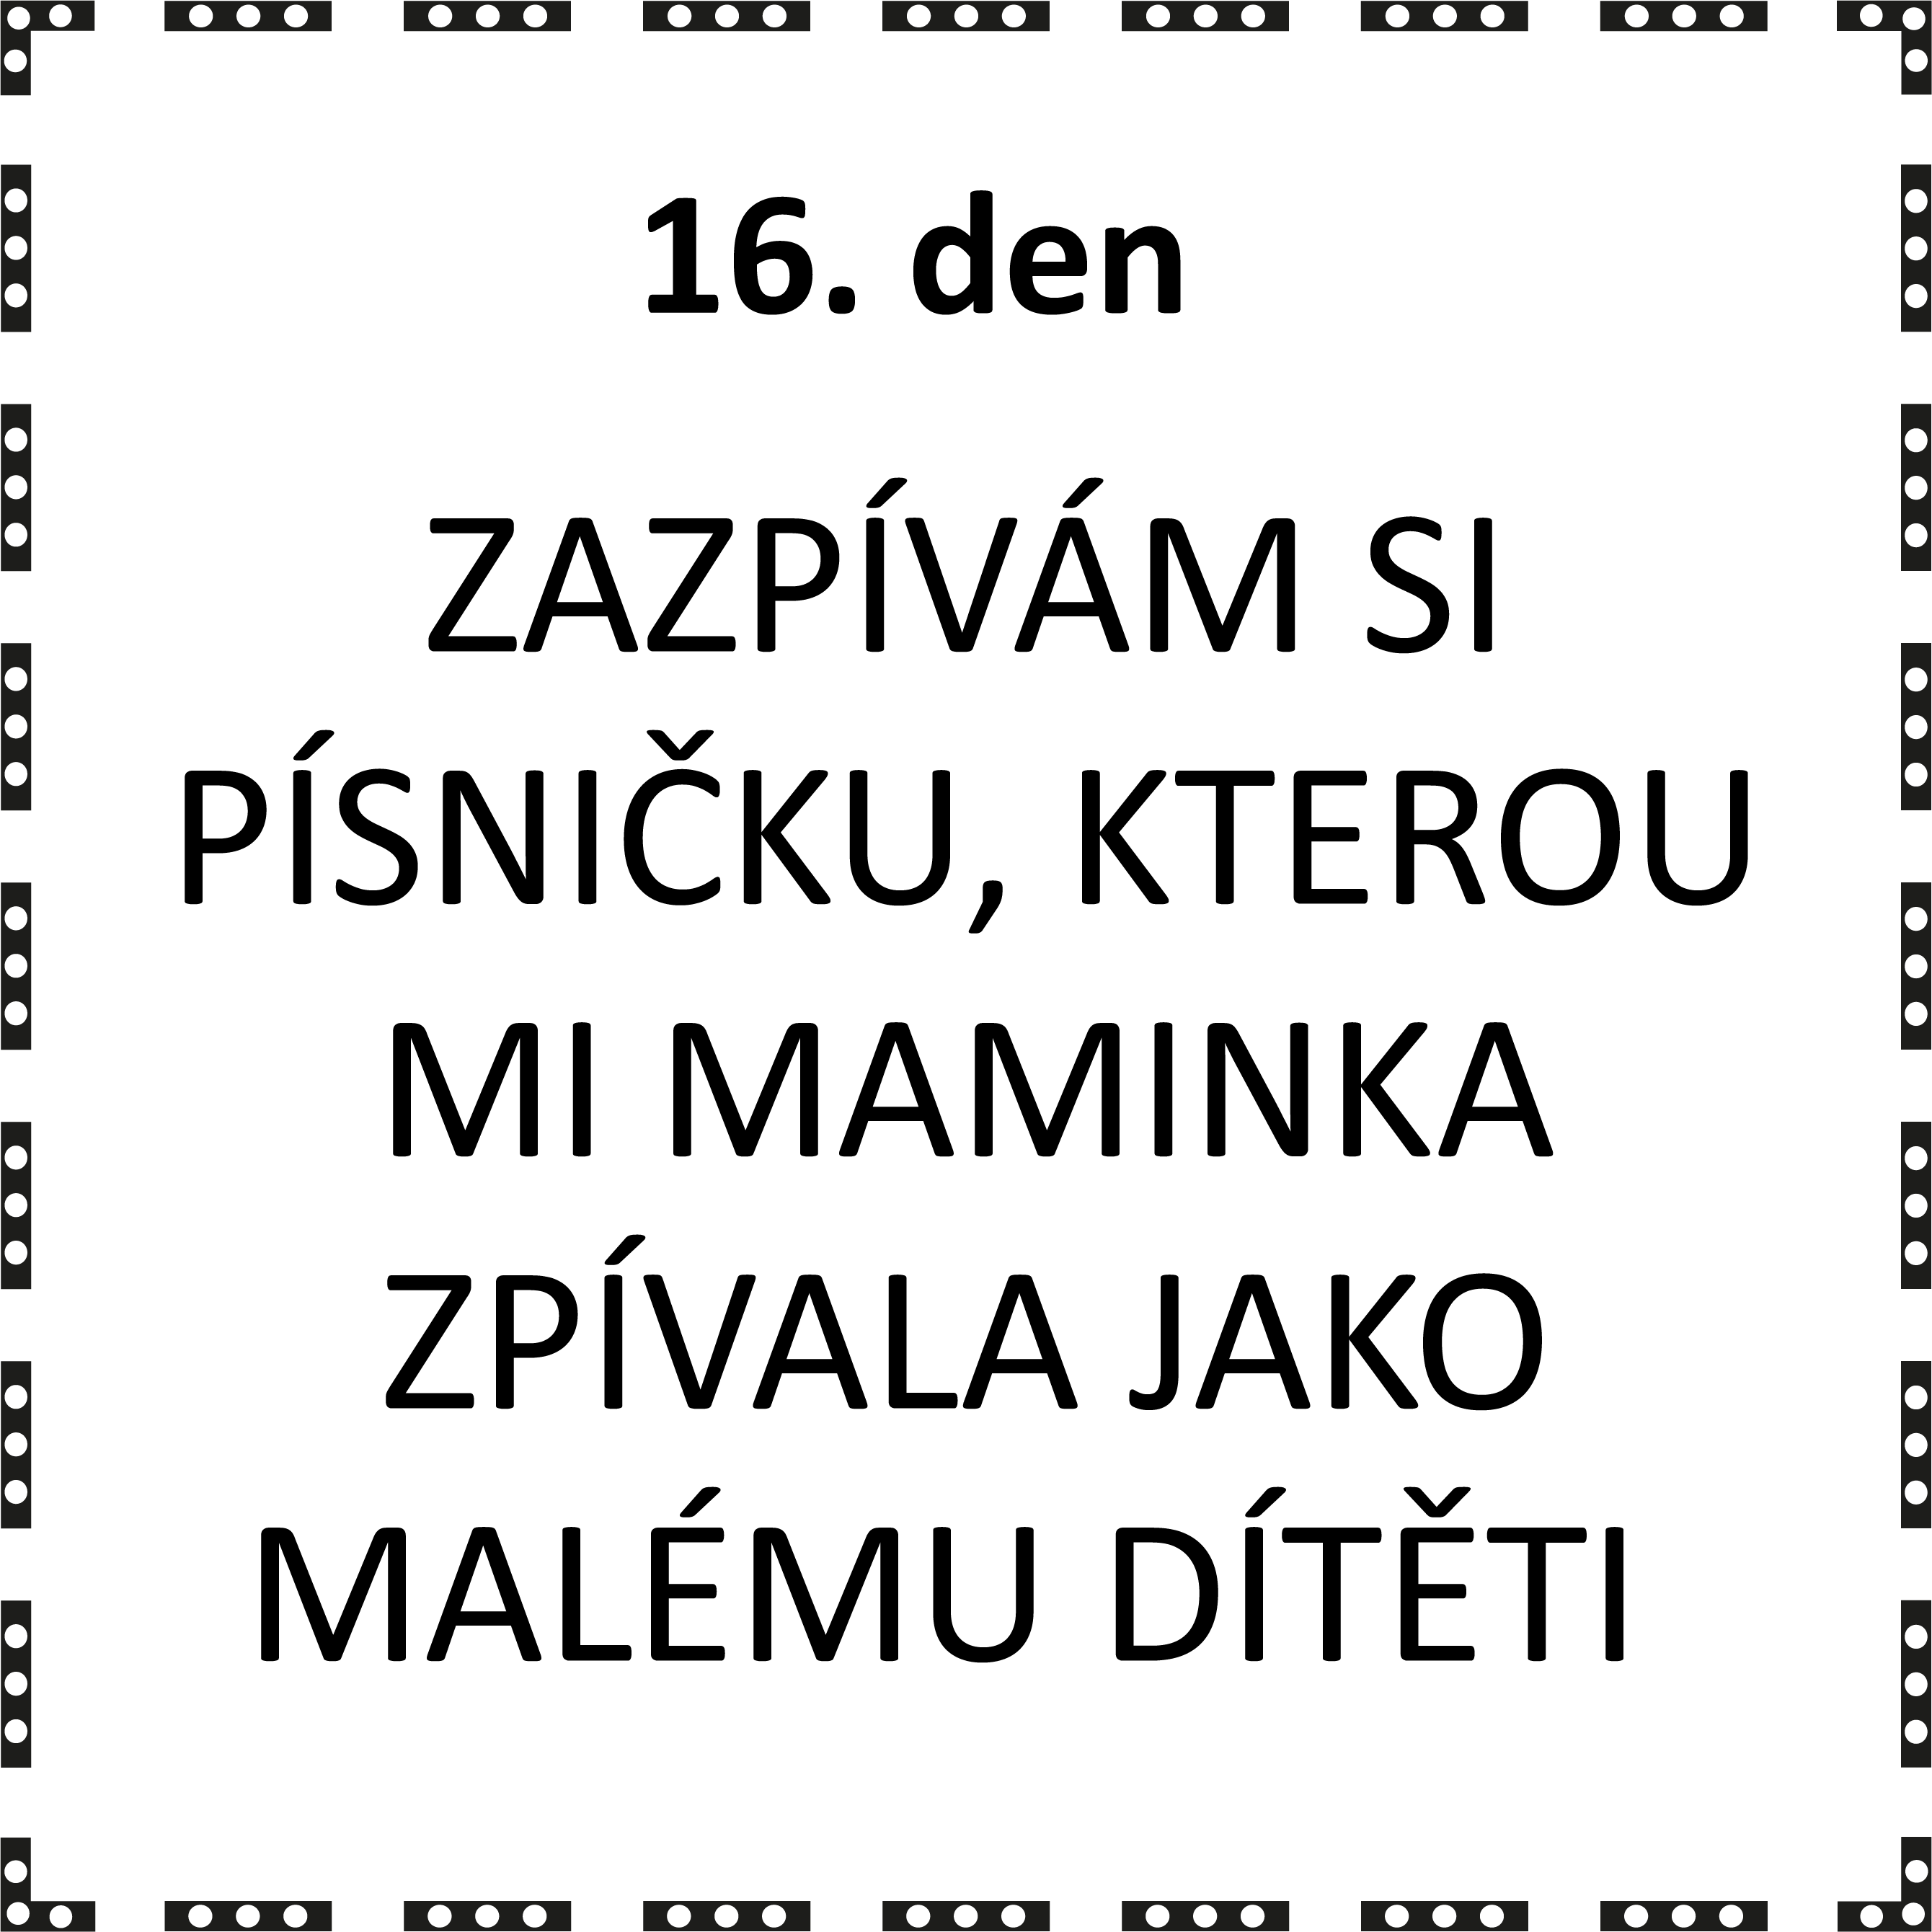 16. den
ZAZPÍVÁM SI
PÍSNIČKU, KTEROU
MI MAMINKA
ZPÍVALA JAKO
MALÉMU DÍTĚTI